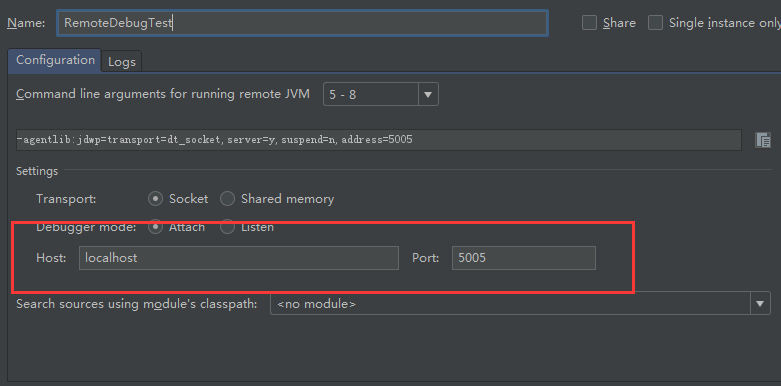 Name: RemoteDebugTest Share Single instance only
Configuration Logs
Command line arguments for running remote JVM 5 - 8
-agentlib:jdwp=transport=dt_socket,server=y,suspend=n,address=5005
Settings
Transport: Socket Shared memory
Debugger mode: Attach Listen
Host: localhost Port: 5005
Search sources using module's classpath: <no module>